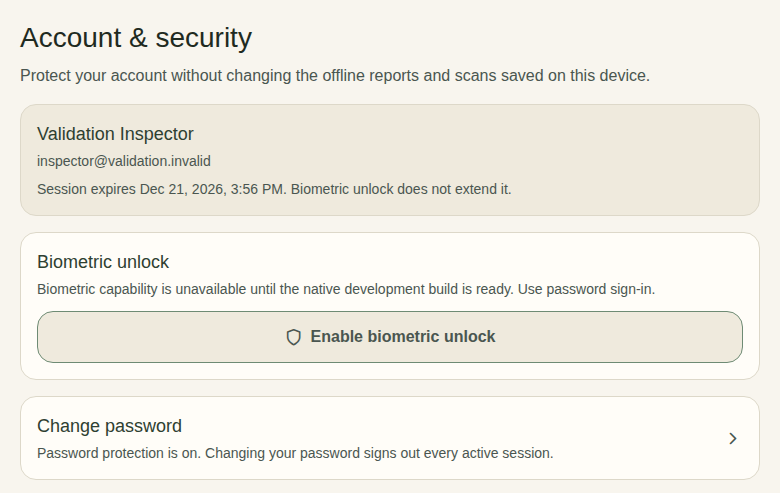 Account & security
Protect your account without changing the offline reports and scans saved on this device.
Validation Inspector
inspector@validation.invalid
Session expires Dec 21, 2026, 3:56 PM. Biometric unlock does not extend it.
Biometric unlock
Biometric capability is unavailable until the native development build is ready. Use password sign-in.
Enable biometric unlock
Change password
Password protection is on. Changing your password signs out every active session.